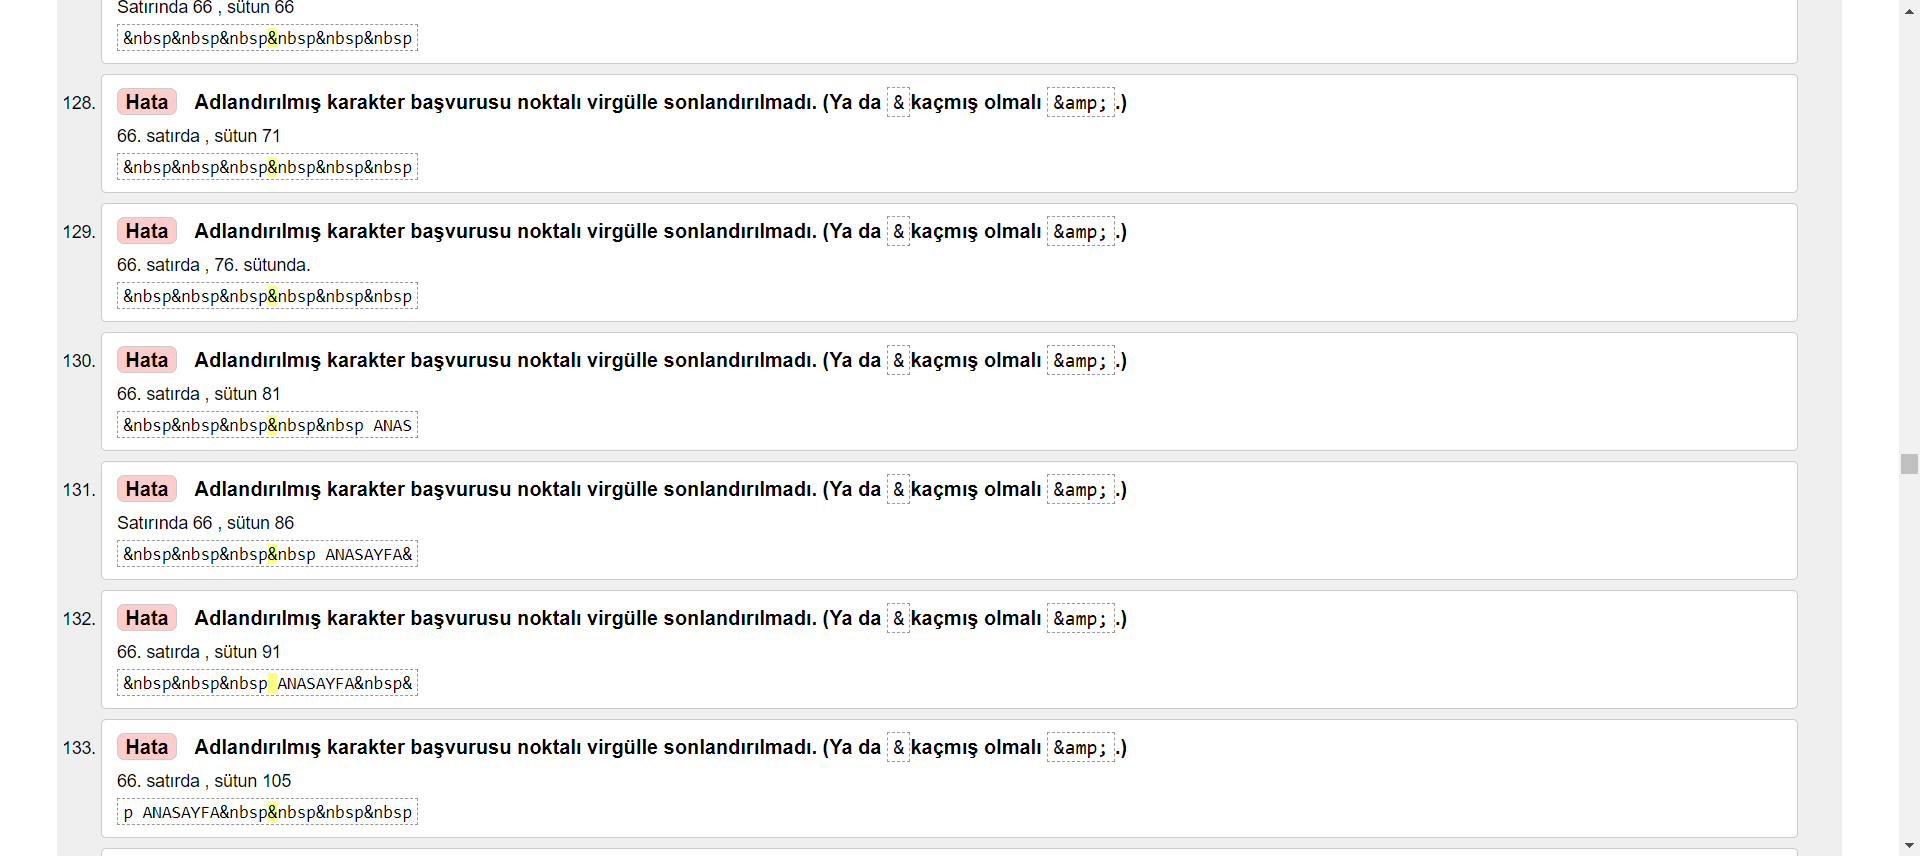 Satırında 66 , sütun 66
&nbsp&nbsp&nbsp&nbsp&nbsp&nbsp
128. Hata Adlandırılmış karakter başvurusu noktalı virgülle sonlandırılmadı. (Ya da & kaçmış olmalı &amp; .)
66. satırda , sütun 71
&nbsp&nbsp&nbsp&nbsp&nbsp&nbsp
129. Hata Adlandırılmış karakter başvurusu noktalı virgülle sonlandırılmadı. (Ya da & kaçmış olmalı &amp; .)
66. satırda , 76. sütunda.
&nbsp&nbsp&nbsp&nbsp&nbsp&nbsp
130. Hata Adlandırılmış karakter başvurusu noktalı virgülle sonlandırılmadı. (Ya da & kaçmış olmalı &amp; .)
66. satırda , sütun 81
&nbsp&nbsp&nbsp&nbsp&nbsp ANAS
131. Hata Adlandırılmış karakter başvurusu noktalı virgülle sonlandırılmadı. (Ya da & kaçmış olmalı &amp; .)
Satırında 66 , sütun 86
&nbsp&nbsp&nbsp&nbsp ANASAYFA&
132. Hata Adlandırılmış karakter başvurusu noktalı virgülle sonlandırılmadı. (Ya da & kaçmış olmalı &amp; .)
66. satırda , sütun 91
&nbsp&nbsp&nbsp ANASAYFA&nbsp&
133. Hata Adlandırılmış karakter başvurusu noktalı virgülle sonlandırılmadı. (Ya da & kaçmış olmalı &amp; .)
66. satırda , sütun 105
p ANASAYFA&nbsp&nbsp&nbsp&nbsp